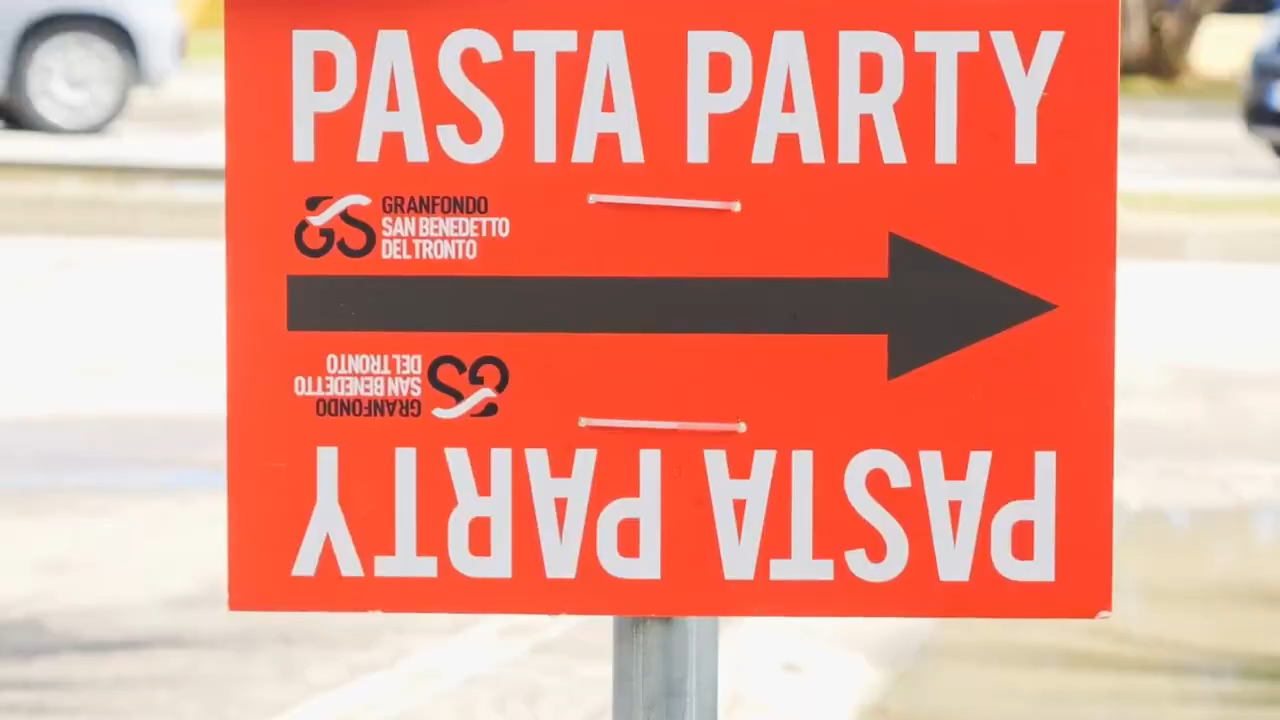 PASTA PARTY
GRANFONDO
SAN BENEDETTO
DEL TRONTO
GRANFONDO
SAN BENEDETTO
DEL TRONTO
PASTA PARTY